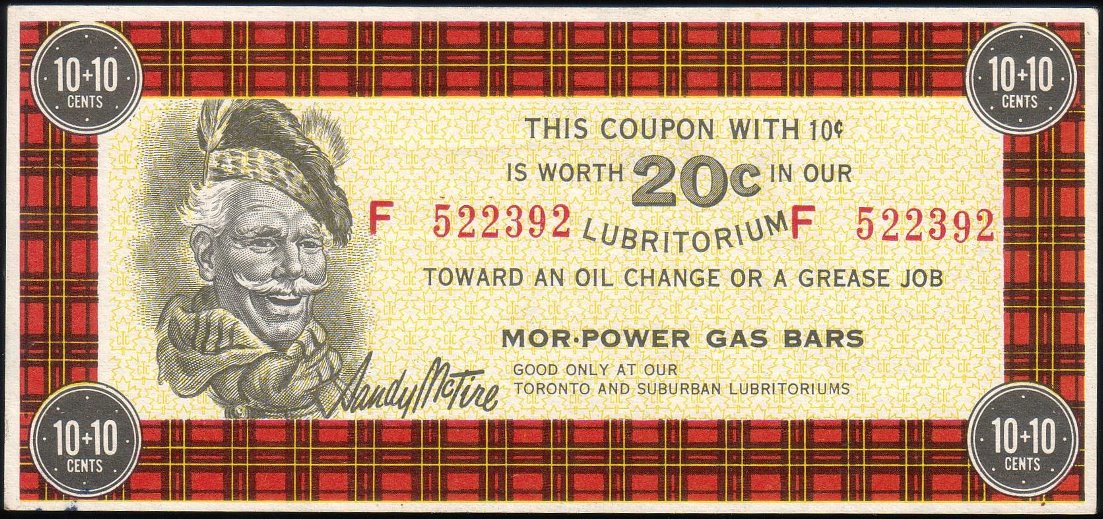 10+10
CENTS
10+10
CENTS
THIS COUPON WITH 10¢
IS WORTH 20¢ IN OUR
F 522392 LUBRITORIUM F 522392
TOWARD AN OIL CHANGE OR A GREASE JOB
MOR·POWER GAS BARS
Sandy McTire
GOOD ONLY AT OUR
TORONTO AND SUBURBAN LUBRITORIUMS
10+10
CENTS
10+10
CENTS